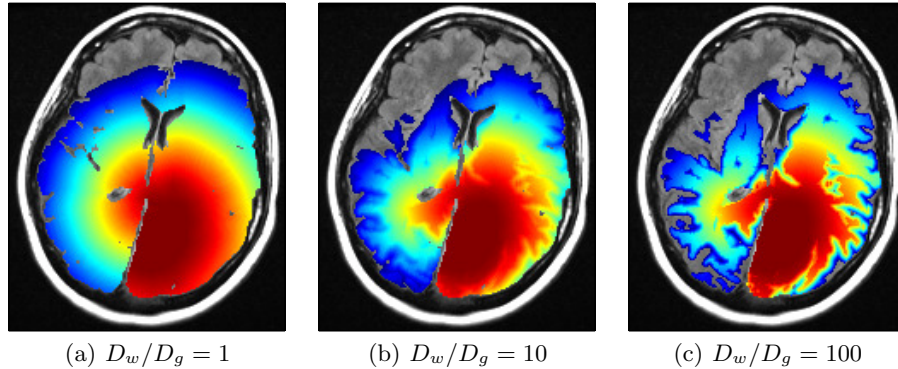 (a) $D_w/D_g = 1$
(b) $D_w/D_g = 10$
(c) $D_w/D_g = 100$